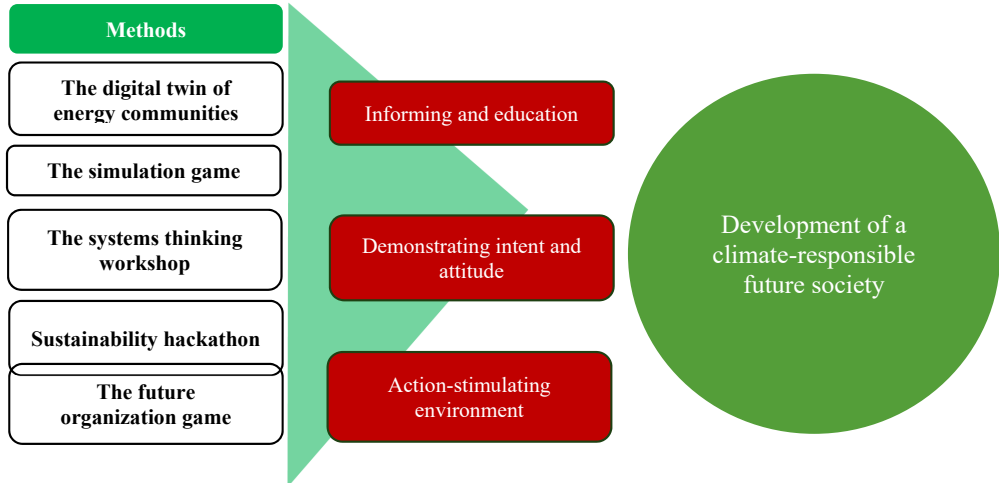 Methods
The digital twin of
energy communities
The simulation game
The systems thinking
workshop
Sustainability hackathon
The future
organization game
Informing and education
Demonstrating intent and
attitude
Action-stimulating
environment
Development of a
climate-responsible
future society